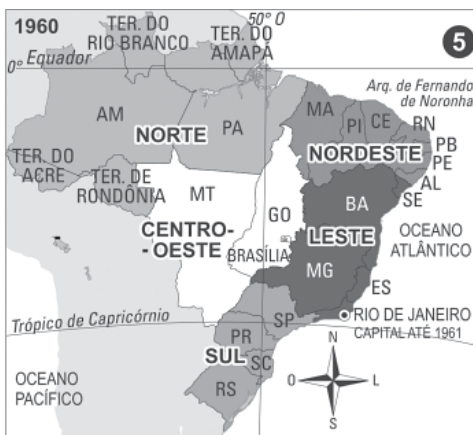 1960
5
50° O
TER. DO
RIO BRANCO
TER. DO
AMAPÁ
0° Equador
Arq. de Fernando
de Noronha
AM
PA
NORTE
MA
PI
CE
RN
PB
PE
AL
SE
NORDESTE
TER. DO
ACRE
TER. DE
RONDÔNIA
MT
GO
BA
CENTRO-
-OESTE
BRASÍLIA
LESTE
MG
OCEANO
ATLÂNTICO
ES
RIO DE JANEIRO
CAPITAL ATÉ 1961
Trópico de Capricórnio
SP
PR
SUL
SC
RS
OCEANO
PACÍFICO
N
O
L
S